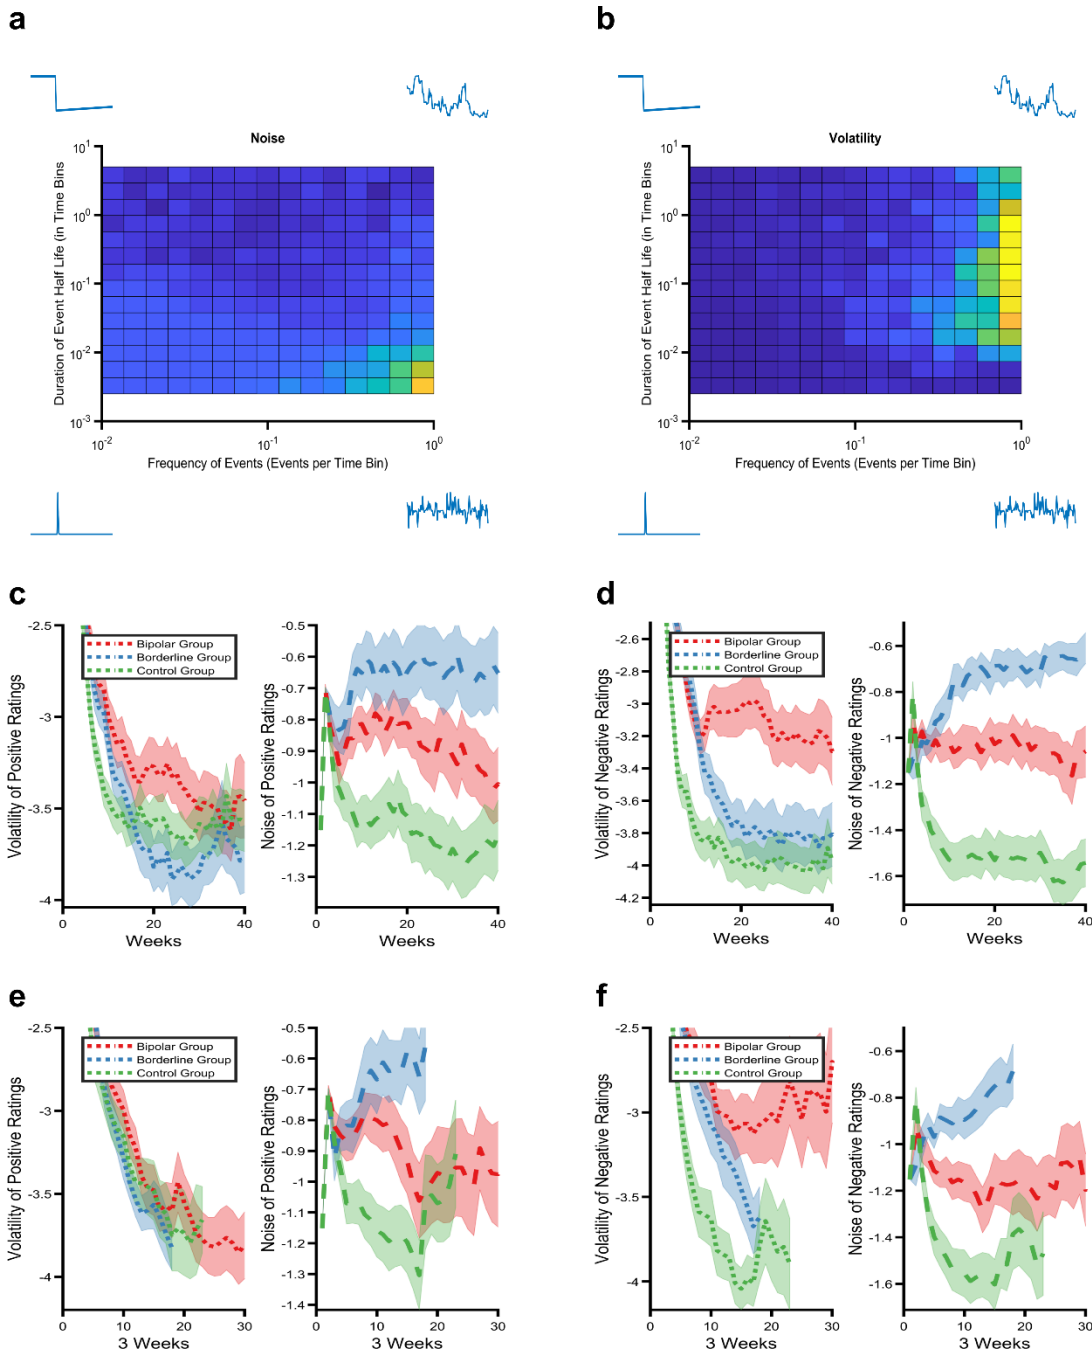 a
b
Noise
Volatility
10^1
10^0
10^-1
10^-2
10^-3
Duration of Event Half Life (in Time Bins
10^-2
10^-1
10^0
Frequency of Events (Events per Time Bin)
10^1
10^0
10^-1
10^-2
10^-3
Duration of Event Half Life (in Time Bins
10^-2
10^-1
10^0
Frequency of Events (Events per Time Bin)
c
d
Volatility of Positive Ratings
-2.5
-3
-3.5
-4
Bipolar Group
Borderline Group
Control Group
0
20
40
Weeks
Noise of Positive Ratings
-0.5
-0.6
-0.7
-0.8
-0.9
-1
-1.1
-1.2
-1.3
0
20
40
Weeks
Volatility of Negative Ratings
-2.6
-2.8
-3
-3.2
-3.4
-3.6
-3.8
-4
-4.2
Bipolar Group
Borderline Group
Control Group
0
20
40
Weeks
Noise of Negative Ratings
-0.6
-0.8
-1
-1.2
-1.4
-1.6
0
20
40
Weeks
e
f
Volatility of Positive Ratings
-2.5
-3
-3.5
-4
Bipolar Group
Borderline Group
Control Group
0
10
20
30
3 Weeks
Noise of Positive Ratings
-0.5
-0.6
-0.7
-0.8
-0.9
-1
-1.1
-1.2
-1.3
-1.4
0
10
20
30
3 Weeks
Volatility of Negative Ratings
-2.5
-3
-3.5
-4
Bipolar Group
Borderline Group
Control Group
0
10
20
30
3 Weeks
Noise of Negative Ratings
-0.6
-0.8
-1
-1.2
-1.4
-1.6
0
10
20
30
3 Weeks